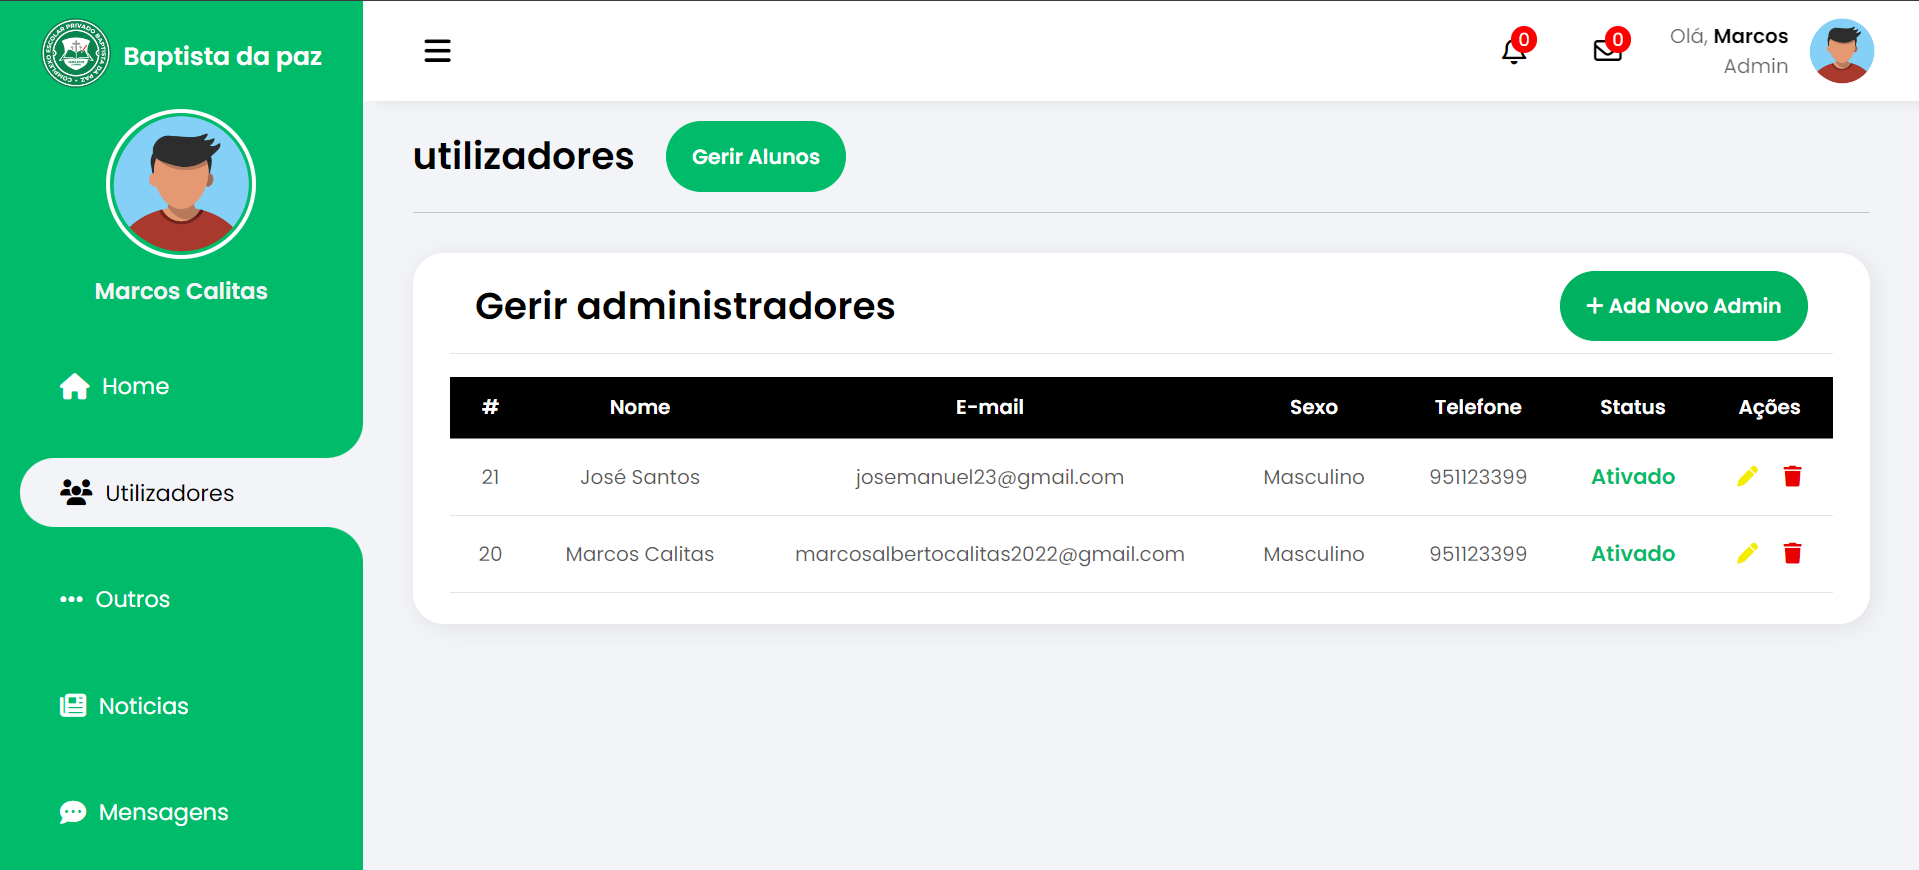 COMPLEXO ESCOLAR PRIVADO BAPTISTA DA PAZ
Baptista da paz
0
0
Olá, Marcos
Admin
Marcos Calitas
Home
Utilizadores
Outros
Noticias
Mensagens
utilizadores
Gerir Alunos
Gerir administradores
+ Add Novo Admin
# Nome E-mail Sexo Telefone Status Ações
21 José Santos josemanuel23@gmail.com Masculino 951123399 Ativado
20 Marcos Calitas marcosalbertocalitas2022@gmail.com Masculino 951123399 Ativado